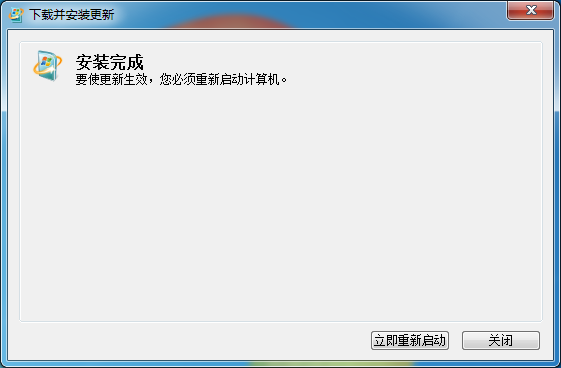 下载并安装更新
安装完成
要使更新生效，您必须重新启动计算机。
立即重新启动
关闭